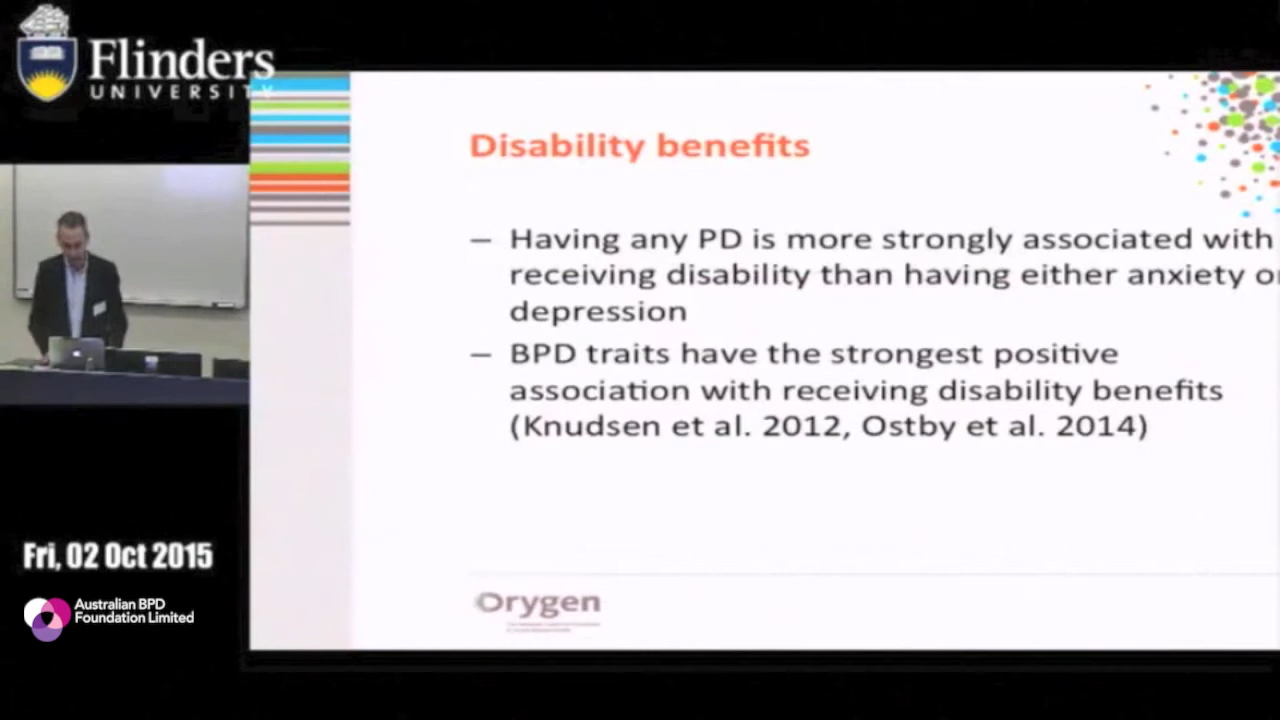 Flinders
UNIVERSITY
Disability benefits
– Having any PD is more strongly associated with
receiving disability than having either anxiety or
depression
– BPD traits have the strongest positive
association with receiving disability benefits
(Knudsen et al. 2012, Ostby et al. 2014)
Fri, 02 Oct 2015
Australian BPD
Foundation Limited
Orygen